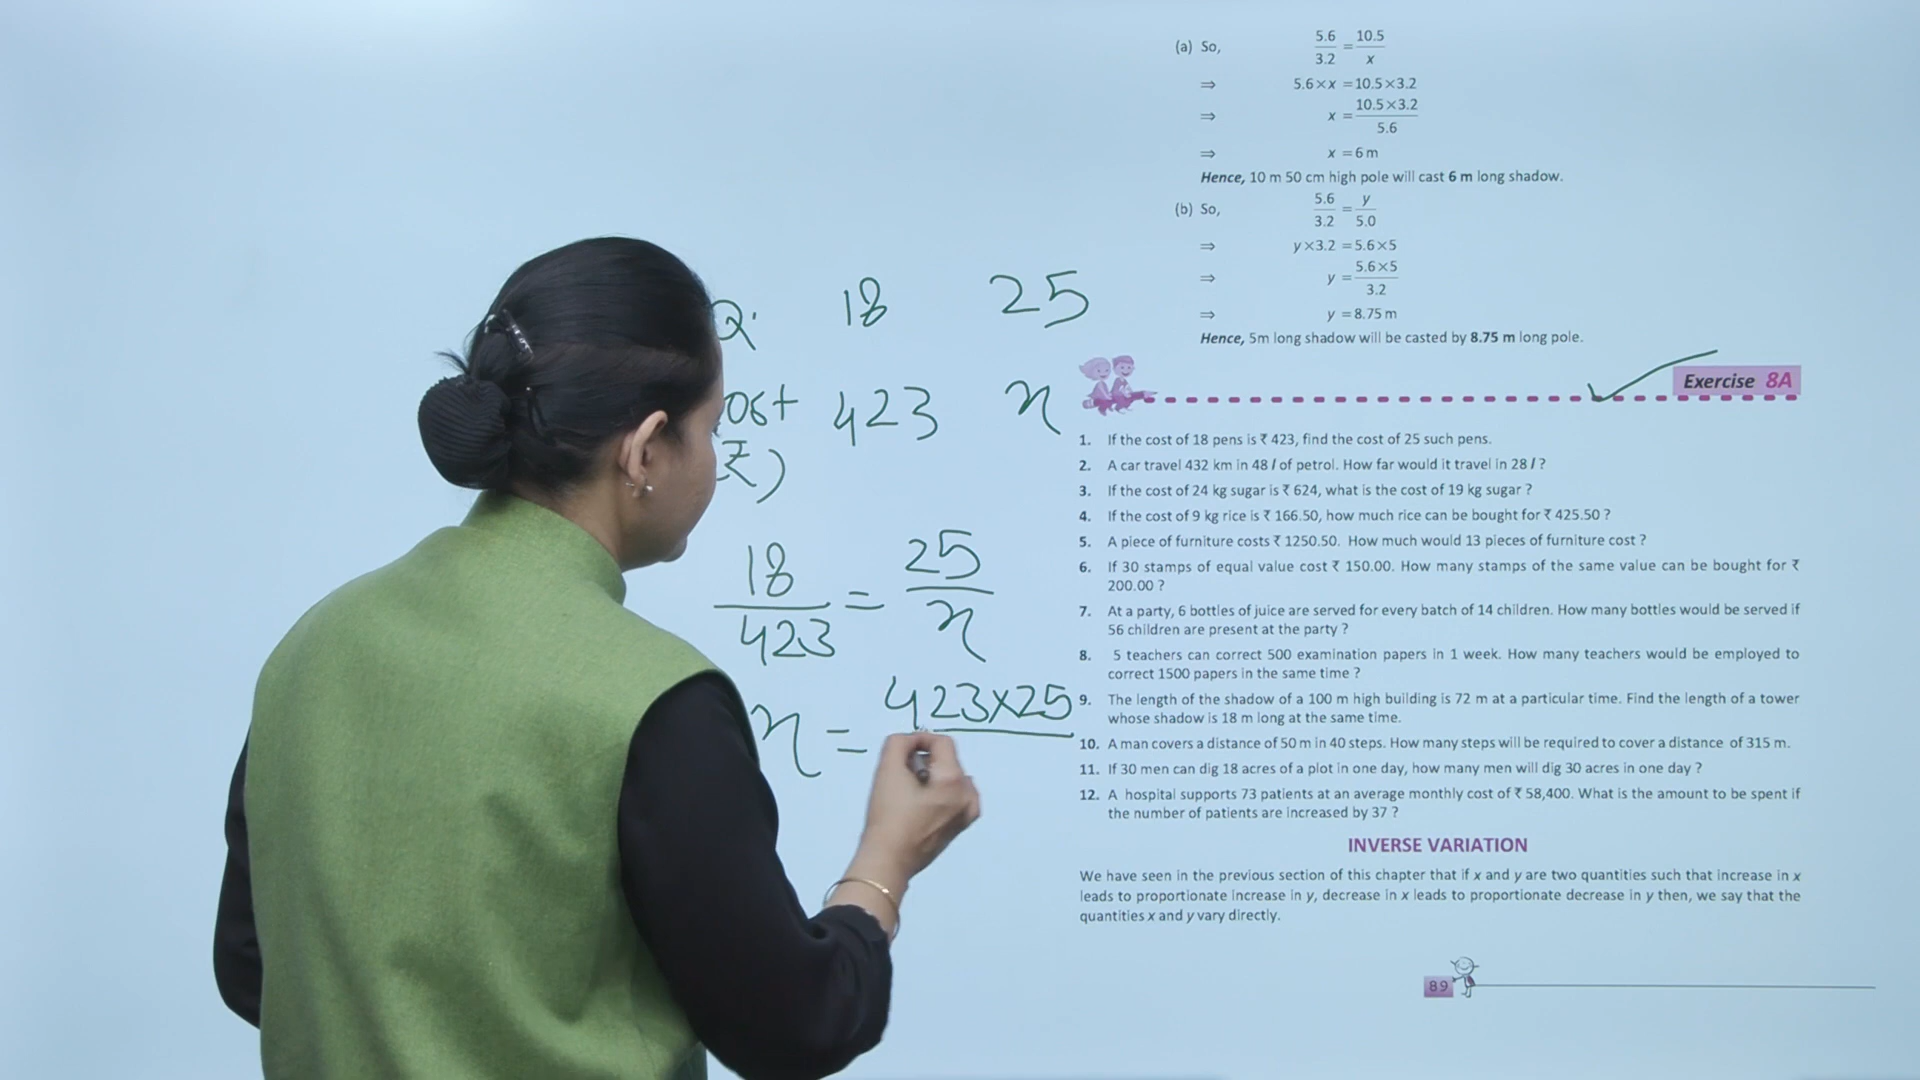 (a) So, 5.6/3.2 = 10.5/x
⇒ 5.6×x = 10.5×3.2
⇒ x = 10.5×3.2/5.6
⇒ x = 6 m
Hence, 10 m 50 cm high pole will cast 6 m long shadow.
(b) So, 5.6/3.2 = y/5.0
⇒ y×3.2 = 5.6×5
⇒ y = 5.6×5/3.2
⇒ y = 8.75 m
Hence, 5m long shadow will be casted by 8.75 m long pole.
Exercise 8A
1. If the cost of 18 pens is ₹ 423, find the cost of 25 such pens.
2. A car travel 432 km in 48 l of petrol. How far would it travel in 28 l ?
3. If the cost of 24 kg sugar is ₹ 624, what is the cost of 19 kg sugar ?
4. If the cost of 9 kg rice is ₹ 166.50, how much rice can be bought for ₹ 425.50 ?
5. A piece of furniture costs ₹ 1250.50. How much would 13 pieces of furniture cost ?
6. If 30 stamps of equal value cost ₹ 150.00. How many stamps of the same value can be bought for ₹
200.00 ?
7. At a party, 6 bottles of juice are served for every batch of 14 children. How many bottles would be served if
56 children are present at the party ?
8. 5 teachers can correct 500 examination papers in 1 week. How many teachers would be employed to
correct 1500 papers in the same time ?
9. The length of the shadow of a 100 m high building is 72 m at a particular time. Find the length of a tower
whose shadow is 18 m long at the same time.
10. A man covers a distance of 50 m in 40 steps. How many steps will be required to cover a distance of 315 m.
11. If 30 men can dig 18 acres of a plot in one day, how many men will dig 30 acres in one day ?
12. A hospital supports 73 patients at an average monthly cost of ₹ 58,400. What is the amount to be spent if
the number of patients are increased by 37 ?
INVERSE VARIATION
We have seen in the previous section of this chapter that if x and y are two quantities such that increase in x
leads to proportionate increase in y, decrease in x leads to proportionate decrease in y then, we say that the
quantities x and y vary directly.
89
18 25
ost 423 x
₹)
18/423 = 25/x
x = 423×25